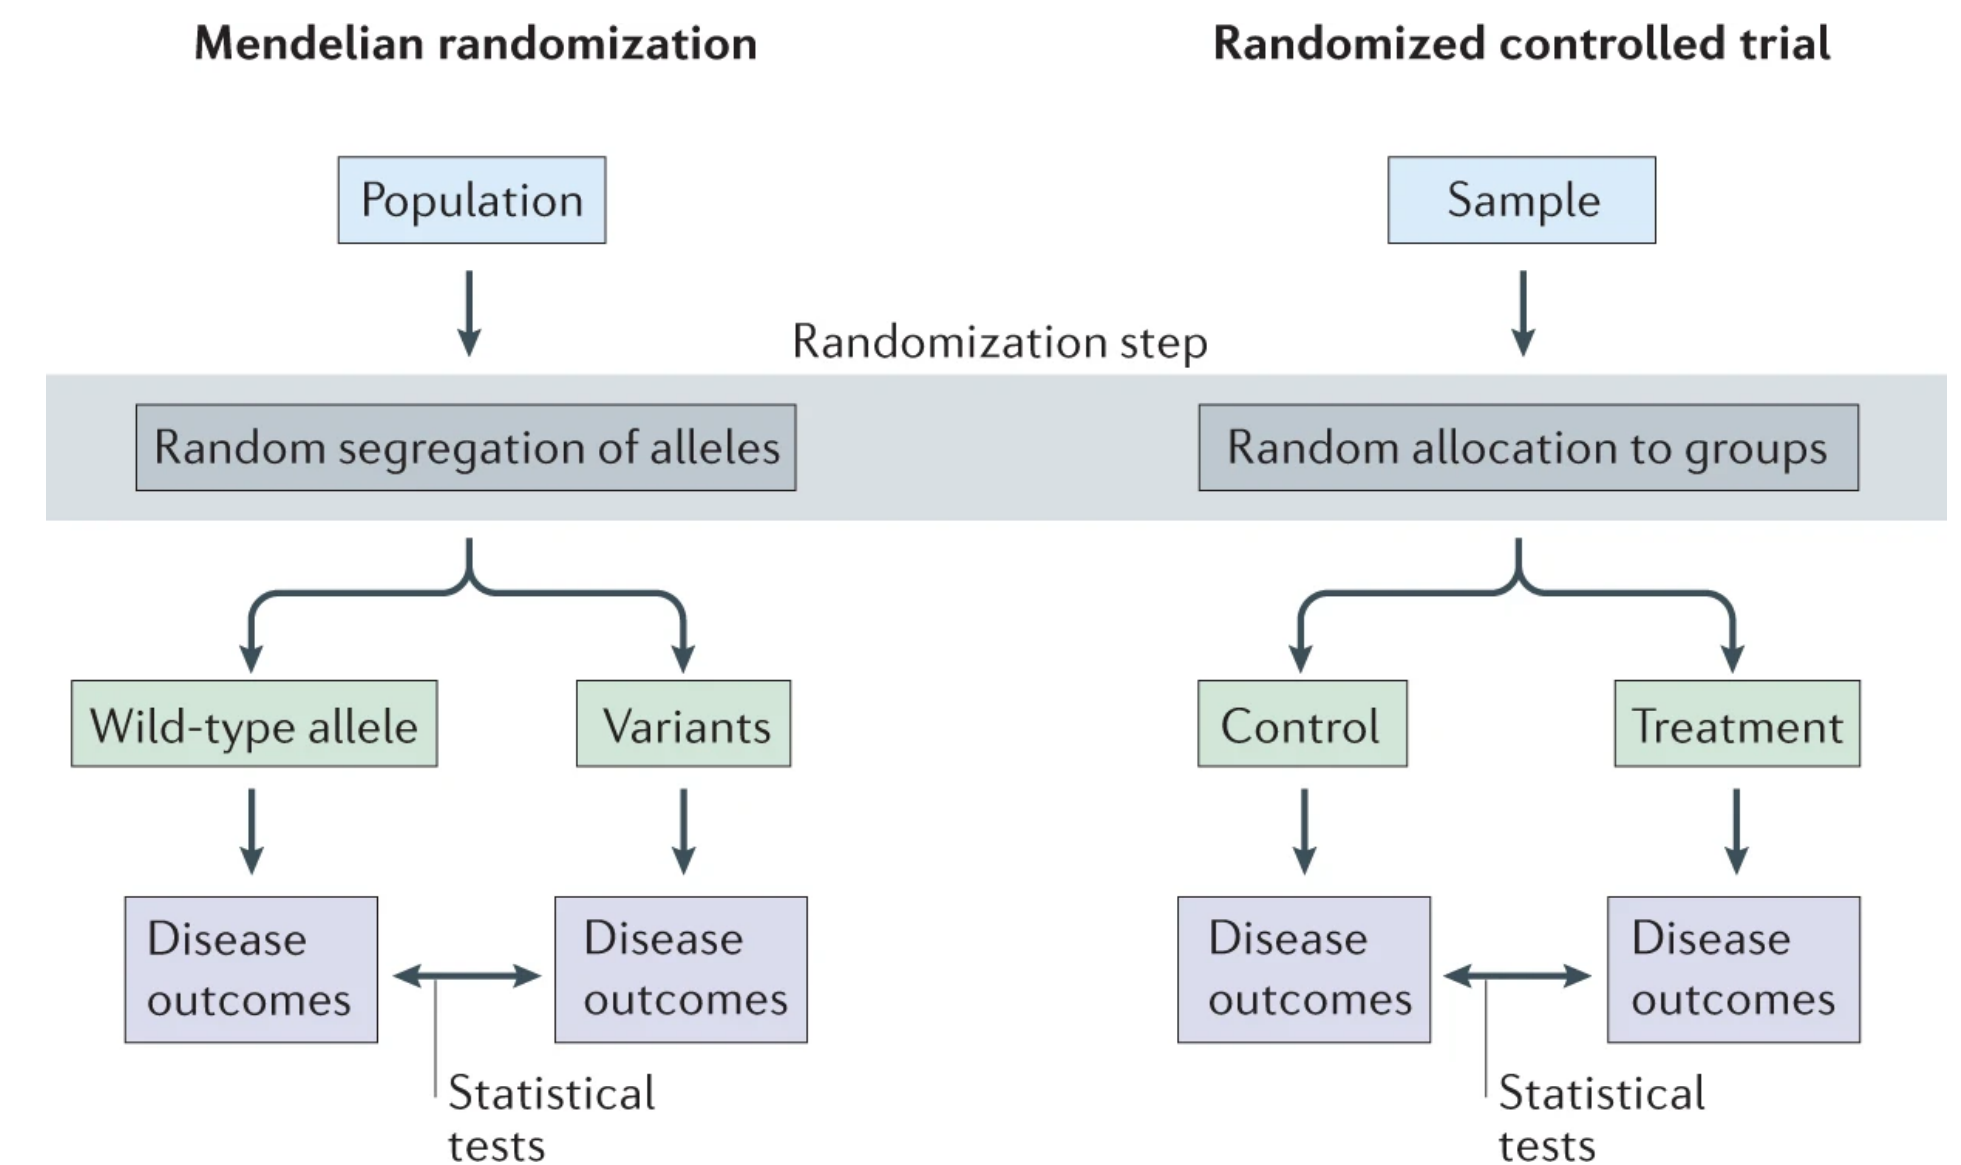 Mendelian randomization
Randomized controlled trial
Population
Sample
Randomization step
Random segregation of alleles
Random allocation to groups
Wild-type allele
Variants
Control
Treatment
Disease
outcomes
Disease
outcomes
Disease
outcomes
Disease
outcomes
Statistical
tests
Statistical
tests